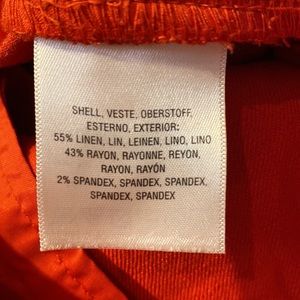 SHELL, VESTE, OBERSTOFF,
ESTERNO, EXTERIOR:
55% LINEN, LIN, LEINEN, LINO, LINO
43% RAYON, RAYONNE, REYON,
RAYON, RAYÓN
2% SPANDEX, SPANDEX, SPANDEX,
SPANDEX, SPANDEX